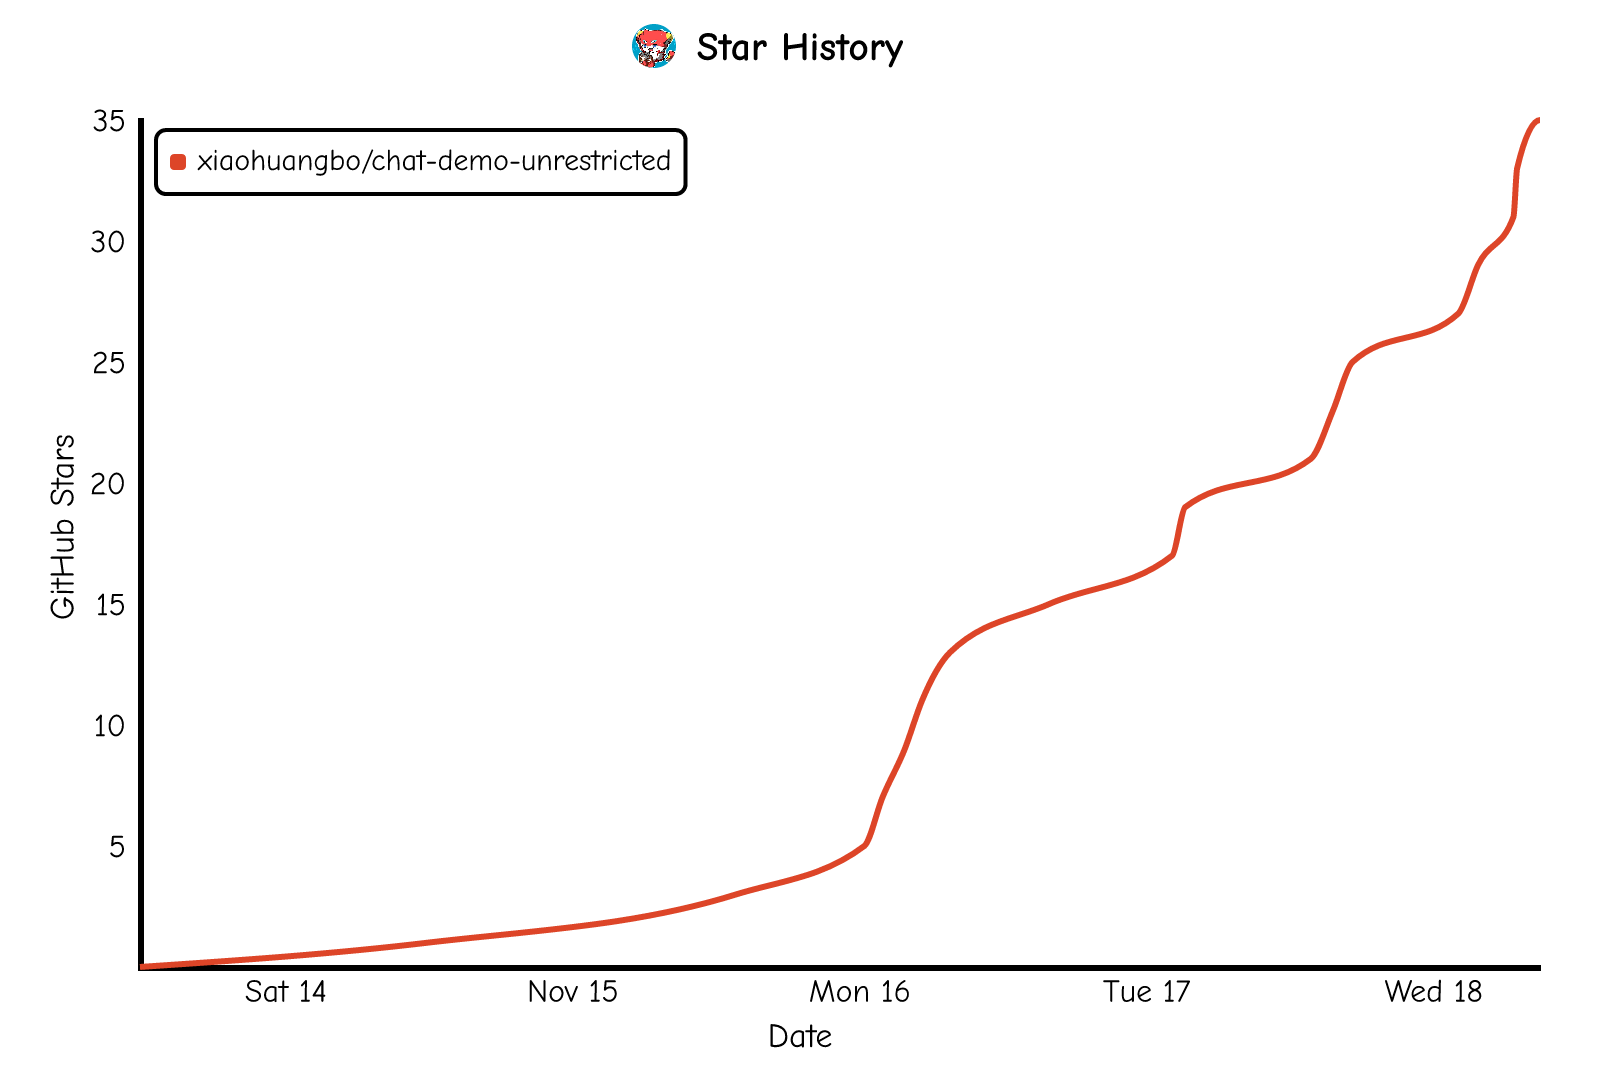 Star History
xiaohuangbo/chat-demo-unrestricted
35
30
25
20
15
10
5
GitHub Stars
Sat 14
Nov 15
Mon 16
Tue 17
Wed 18
Date